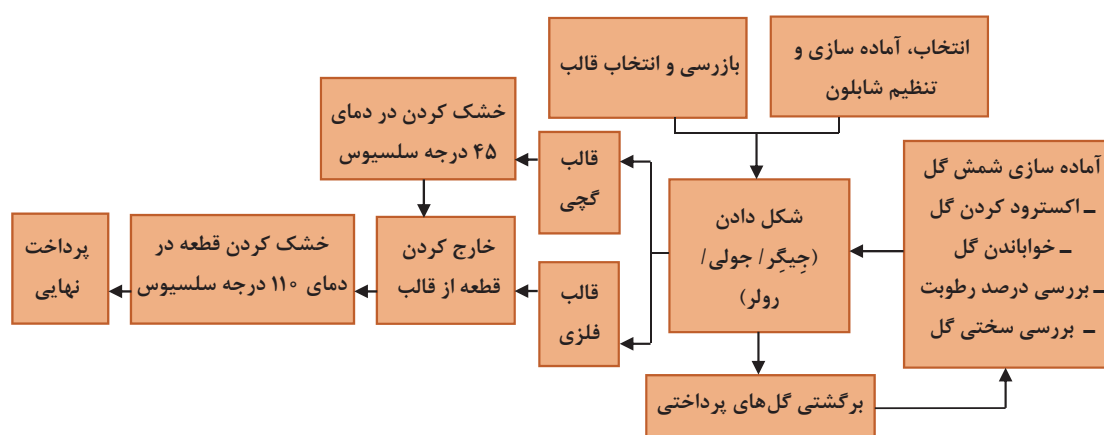 انتخاب، آماده سازی و
تنظیم شابلون
بازرسی و انتخاب قالب
آماده سازی شمش گل
ـ اکسترود کردن گل
ـ خواباندن گل
ـ بررسی درصد رطوبت
ـ بررسی سختی گل
شکل دادن
(جِیگِر/ جولی/
رولر)
برگشتی گل‌های پرداختی
قالب
گچی
قالب
فلزی
خشک کردن در دمای
۴۵ درجه سلسیوس
خارج کردن
قطعه از قالب
خشک کردن قطعه در
دمای ۱۱۰ درجه سلسیوس
پرداخت
نهایی